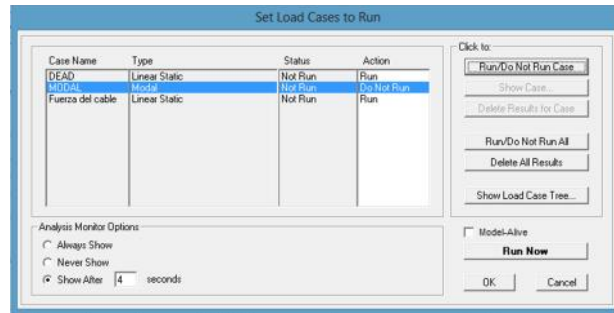 Set Load Cases to Run
Case Name Type Status Action
DEAD Linear Static Not Run Run
MODAL Modal Not Run Do Not Run
Fuerza del cable Linear Static Not Run Run
Click to:
Run/Do Not Run Case
Show Case...
Delete Results for Case
Run/Do Not Run All
Delete All Results
Show Load Case Tree...
Analysis Monitor Options
Always Show
Never Show
Show After 4 seconds
Model-Alive
Run Now
OK Cancel